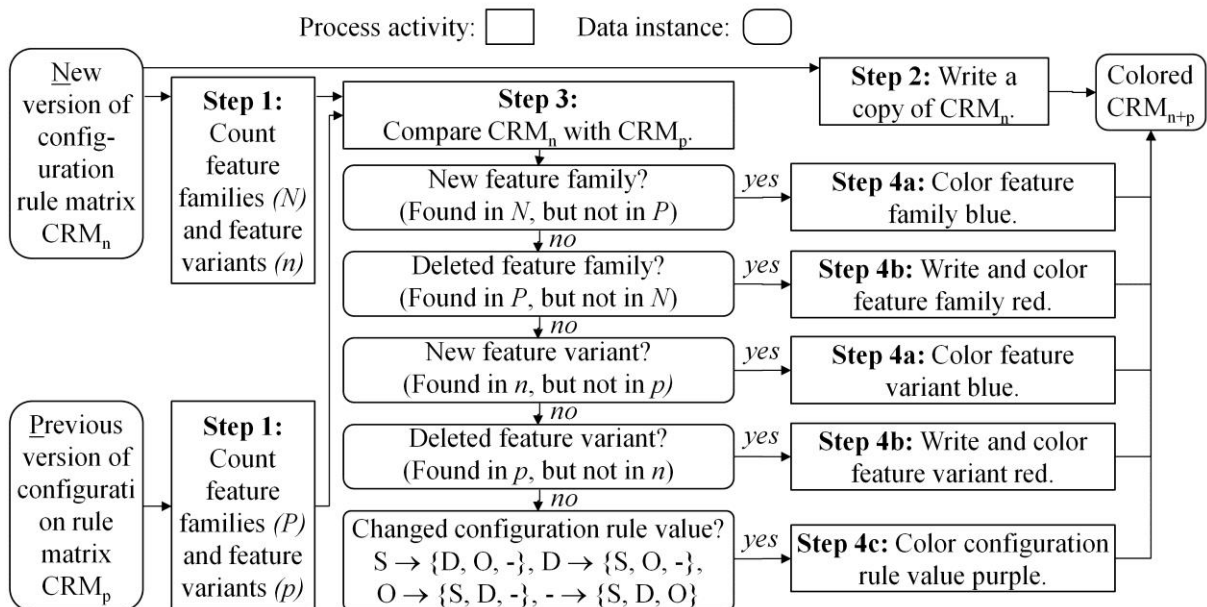 Process activity:
Data instance:
New
version of
config-
uration
rule matrix
CRMn
Step 1:
Count
feature
families (N)
and feature
variants (n)
Step 3:
Compare CRMn with CRMp.
Step 2: Write a
copy of CRMn.
Colored
CRMn+p
New feature family?
(Found in N, but not in P)
yes
Step 4a: Color feature
family blue.
no
Deleted feature family?
(Found in P, but not in N)
yes
Step 4b: Write and color
feature family red.
no
New feature variant?
(Found in n, but not in p)
yes
Step 4a: Color feature
variant blue.
no
Previous
version of
configurati
on rule
matrix
CRMp
Step 1:
Count
feature
families (P)
and feature
variants (p)
Deleted feature variant?
(Found in p, but not in n)
yes
Step 4b: Write and color
feature variant red.
no
Changed configuration rule value?
S → {D, O, -}, D → {S, O, -},
O → {S, D, -}, - → {S, D, O}
yes
Step 4c: Color configuration
rule value purple.